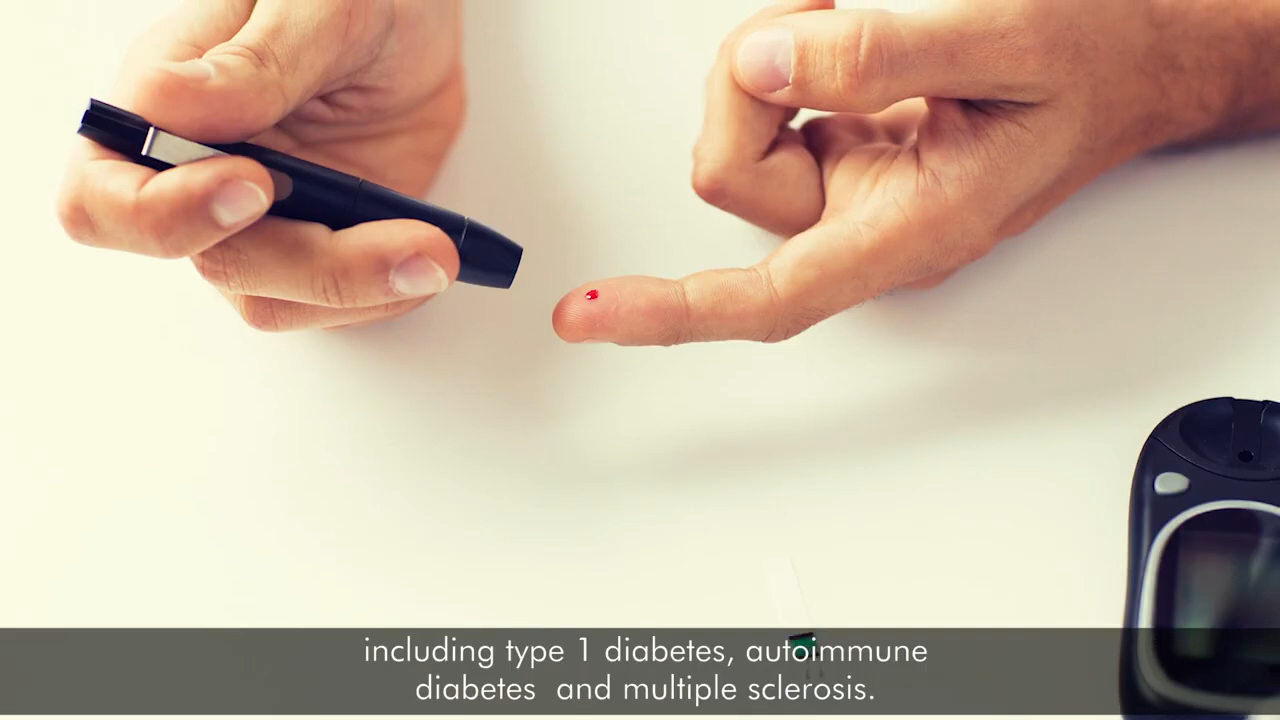 including type 1 diabetes, autoimmune
diabetes  and multiple sclerosis.